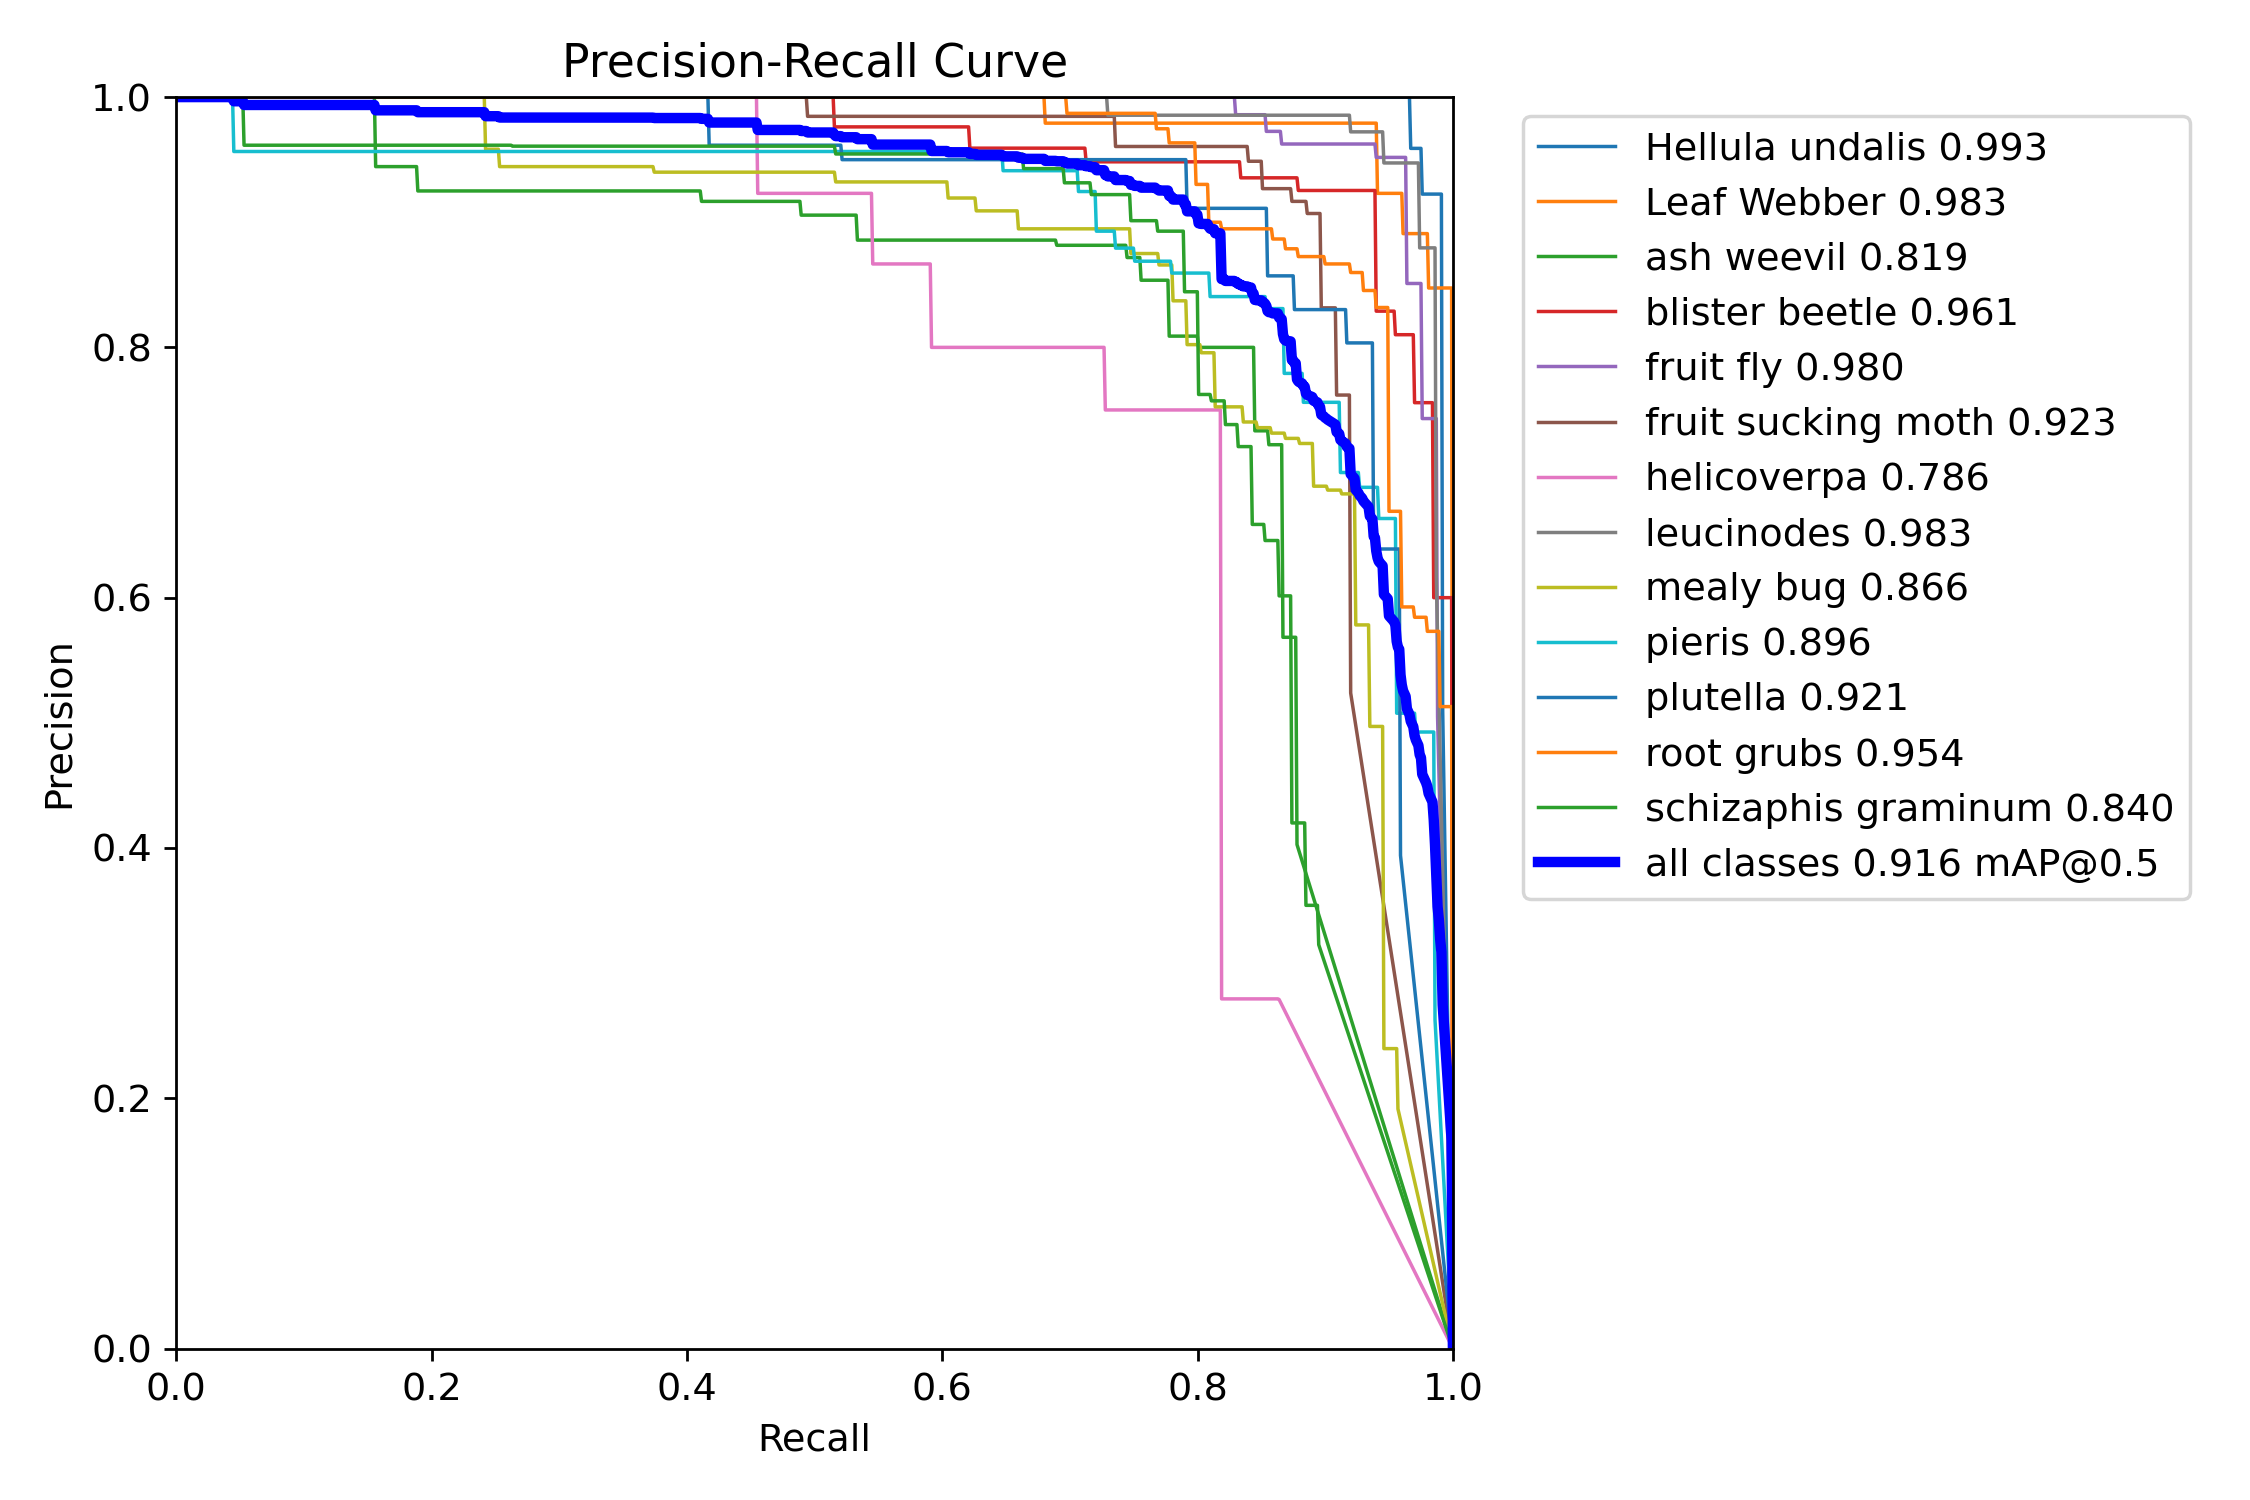 Precision-Recall Curve
1.0
0.8
0.6
0.4
0.2
0.0
Precision
0.0 0.2 0.4 0.6 0.8 1.0
Recall
Hellula undalis 0.993
Leaf Webber 0.983
ash weevil 0.819
blister beetle 0.961
fruit fly 0.980
fruit sucking moth 0.923
helicoverpa 0.786
leucinodes 0.983
mealy bug 0.866
pieris 0.896
plutella 0.921
root grubs 0.954
schizaphis graminum 0.840
all classes 0.916 mAP@0.5